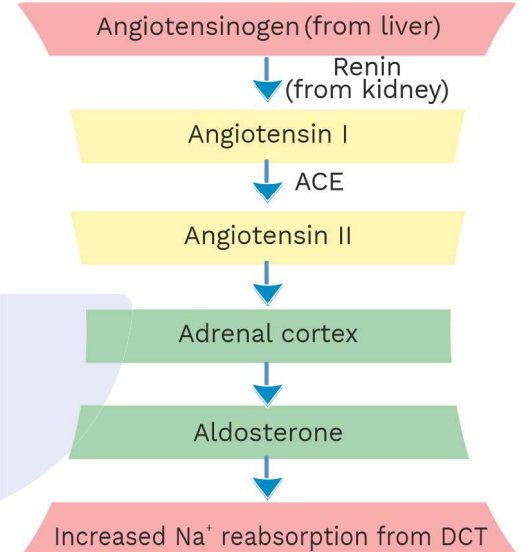 Angiotensinogen (from liver)
Renin
(from kidney)
Angiotensin I
ACE
Angiotensin II
Adrenal cortex
Aldosterone
Increased Na⁺ reabsorption from DCT